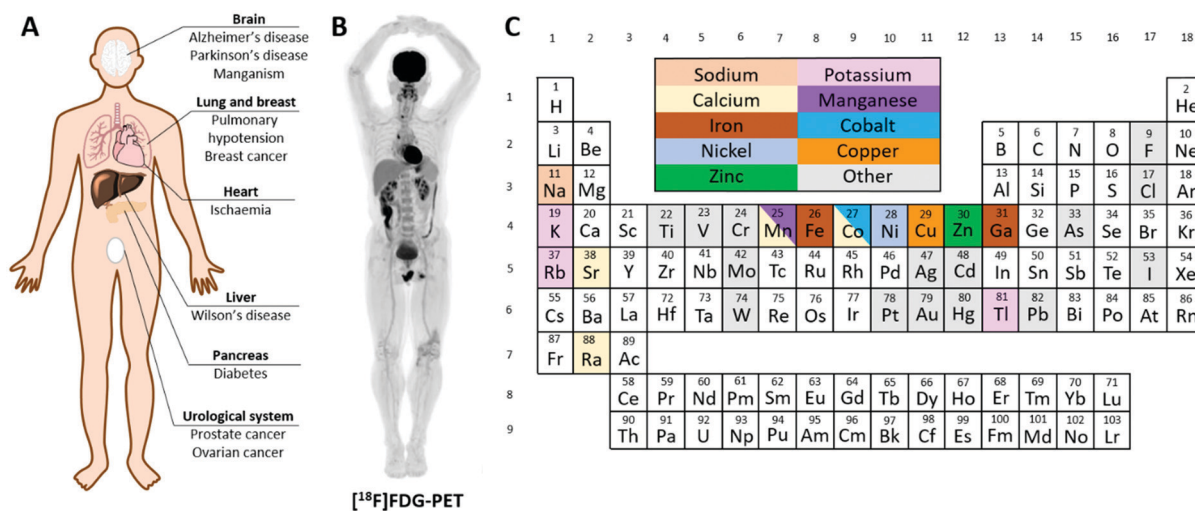 A
Brain
Alzheimer's disease
Parkinson's disease
Manganism
Lung and breast
Pulmonary
hypotension
Breast cancer
Heart
Ischaemia
Liver
Wilson's disease
Pancreas
Diabetes
Urological system
Prostate cancer
Ovarian cancer
B
[¹⁸F]FDG-PET
C
1 2 3 4 5 6 7 8 9 10 11 12 13 14 15 16 17 18
Sodium Potassium
Calcium Manganese
Iron Cobalt
Nickel Copper
Zinc Other
1 2
1 H He
3 4 5 6 7 8 9 10
2 Li Be B C N O F Ne
11 12 13 14 15 16 17 18
3 Na Mg Al Si P S Cl Ar
19 20 21 22 23 24 25 26 27 28 29 30 31 32 33 34 35 36
4 K Ca Sc Ti V Cr Mn Fe Co Ni Cu Zn Ga Ge As Se Br Kr
37 38 39 40 41 42 43 44 45 46 47 48 49 50 51 52 53 54
5 Rb Sr Y Zr Nb Mo Tc Ru Rh Pd Ag Cd In Sn Sb Te I Xe
55 56 57 72 73 74 75 76 77 78 79 80 81 82 83 84 85 86
6 Cs Ba La Hf Ta W Re Os Ir Pt Au Hg Tl Pb Bi Po At Rn
87 88 89
7 Fr Ra Ac
58 59 60 61 62 63 64 65 66 67 68 69 70 71
8 Ce Pr Nd Pm Sm Eu Gd Tb Dy Ho Er Tm Yb Lu
90 91 92 93 94 95 96 97 98 99 100 101 102 103
9 Th Pa U Np Pu Am Cm Bk Cf Es Fm Md No Lr